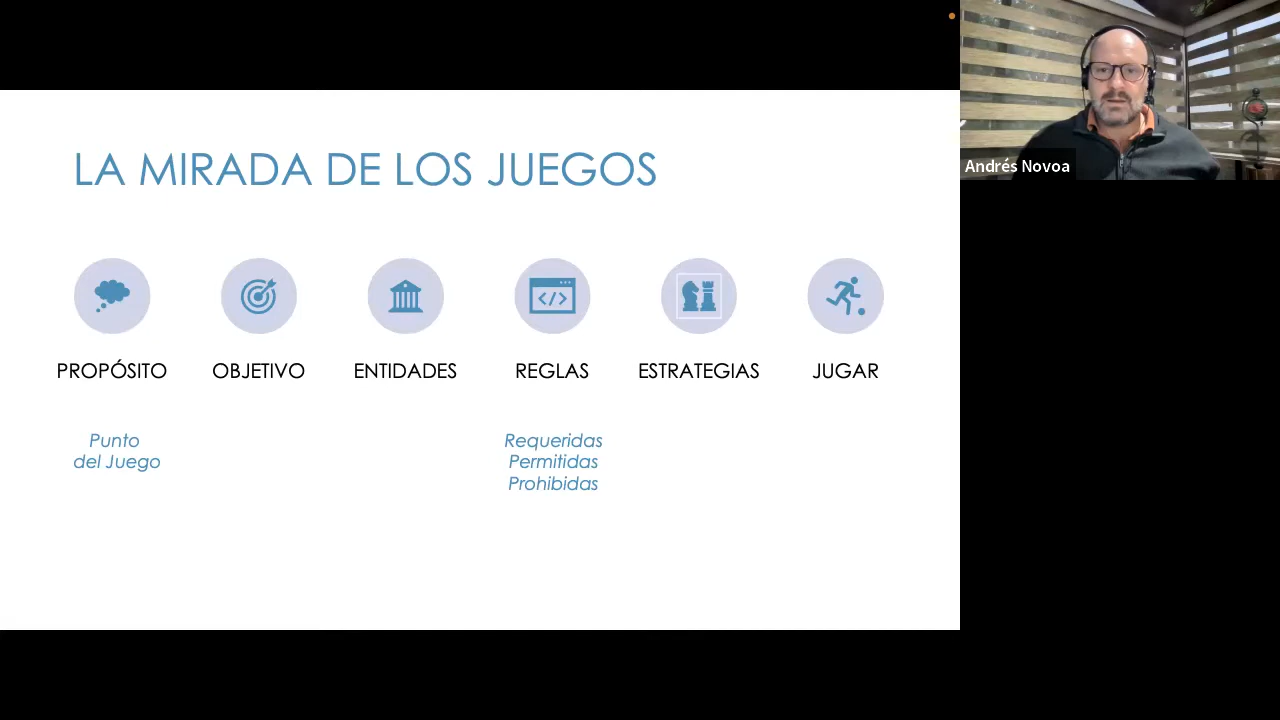 LA MIRADA DE LOS JUEGOS
PROPÓSITO
OBJETIVO
ENTIDADES
REGLAS
ESTRATEGIAS
JUGAR
Punto
del Juego
Requeridas
Permitidas
Prohibidas
Andrés Novoa